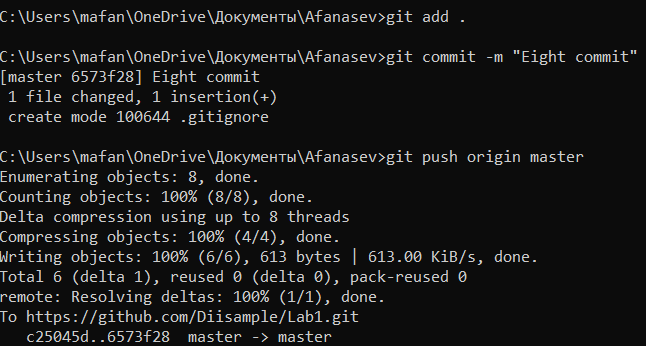 C:\Users\mafan\OneDrive\Документы\Afanasev>git add .
C:\Users\mafan\OneDrive\Документы\Afanasev>git commit -m "Eight commit"
[master 6573f28] Eight commit
 1 file changed, 1 insertion(+)
 create mode 100644 .gitignore
C:\Users\mafan\OneDrive\Документы\Afanasev>git push origin master
Enumerating objects: 8, done.
Counting objects: 100% (8/8), done.
Delta compression using up to 8 threads
Compressing objects: 100% (4/4), done.
Writing objects: 100% (6/6), 613 bytes | 613.00 KiB/s, done.
Total 6 (delta 1), reused 0 (delta 0), pack-reused 0
remote: Resolving deltas: 100% (1/1), done.
To https://github.com/Diisample/Lab1.git
   c25045d..6573f28  master -> master